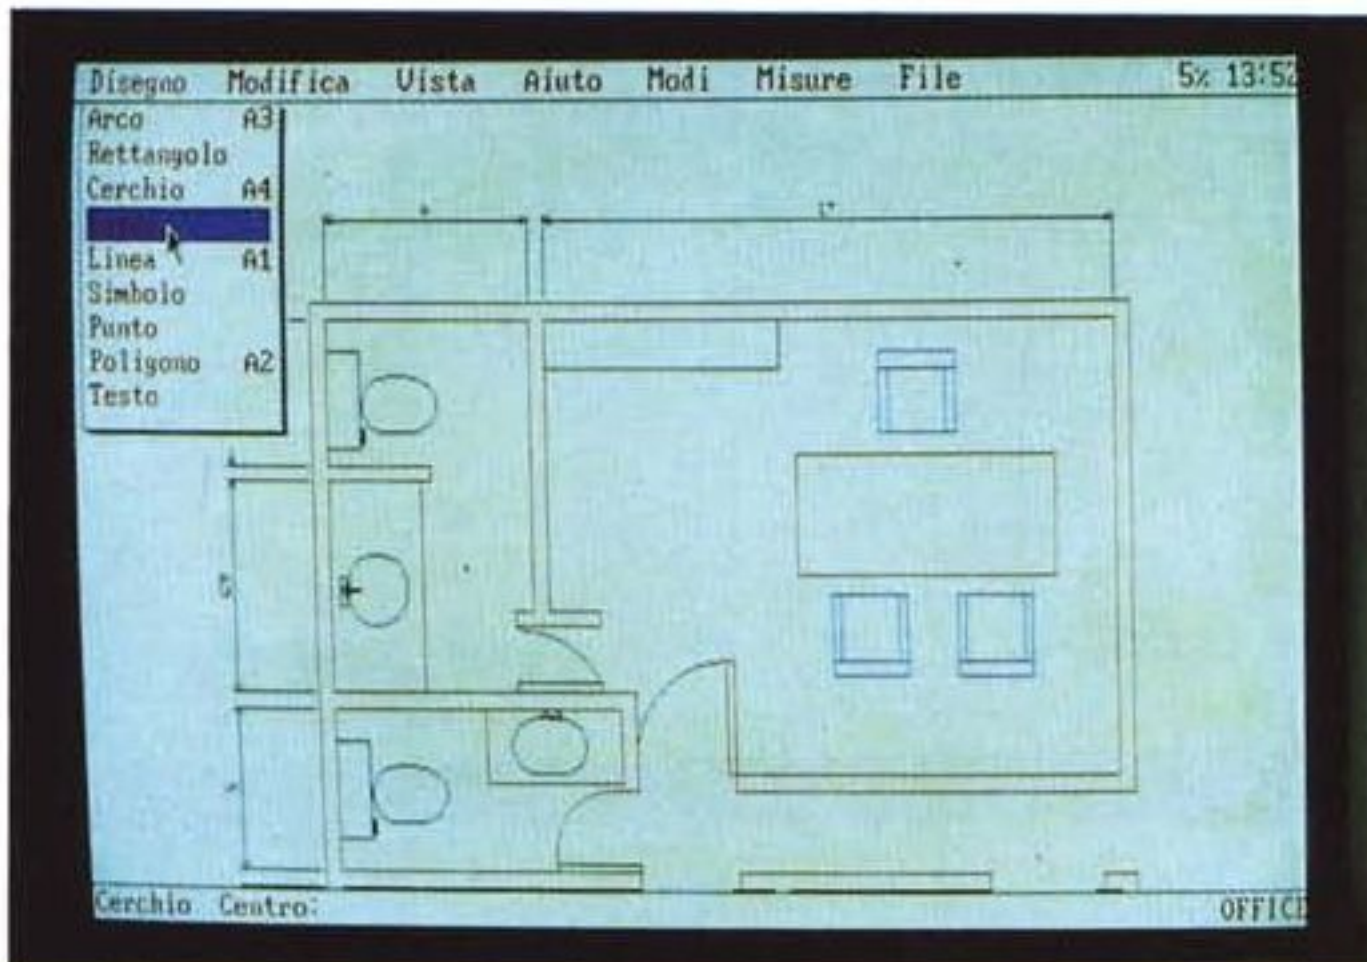 Disegno Modifica Vista Aiuto Modi Misure File 5% 13:52
Arco A3
Rettangolo
Cerchio A4
Linea A1
Simbolo
Punto
Poligono A2
Testo
Cerchio Centro:
OFFICE